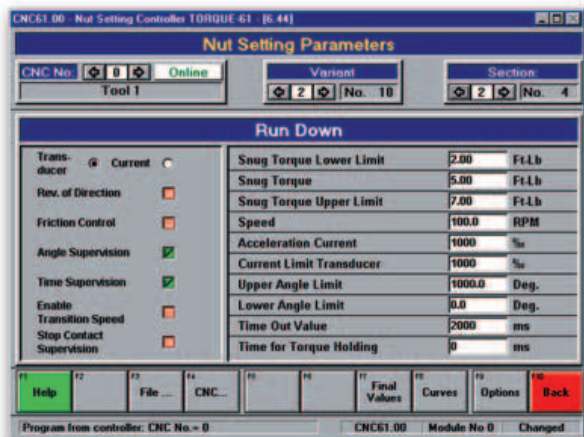 CNC61.00 - Nut Setting Controller TORQUE-61 - [6.44]
Nut Setting Parameters
CNC No: 0 Online
Tool 1
Variant
2 No. 10
Section:
2 No. 4
Run Down
Trans-
ducer Current
Rev. of Direction
Friction Control
Angle Supervision
Time Supervision
Enable
Transition Speed
Stop Contact
Supervision
Snug Torque Lower Limit 2.00 Ft-Lb
Snug Torque 5.00 Ft-Lb
Snug Torque Upper Limit 7.00 Ft-Lb
Speed 100.0 RPM
Acceleration Current 1000 ‰
Current Limit Transducer 1000 ‰
Upper Angle Limit 1000.0 Deg.
Lower Angle Limit 0.0 Deg.
Time Out Value 2000 ms
Time for Torque Holding 0 ms
F1 Help
F2
F3 File ...
F4 CNC...
F5
F6
F7 Final Values
F8 Curves
F9 Options
F10 Back
Program from controller: CNC No.= 0 CNC61.00 Module No 0 Changed